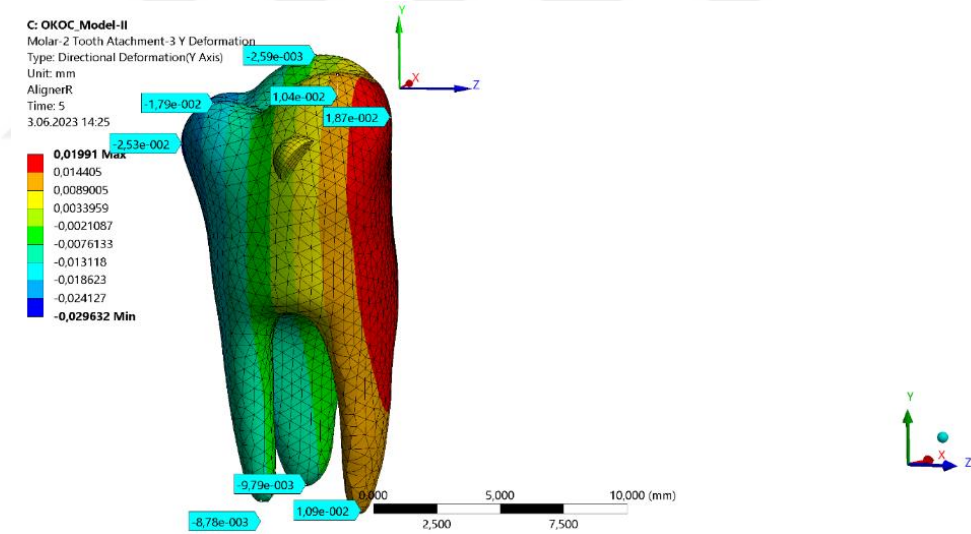 C: OKOC_Model-II
Molar-2 Tooth Atachment-3 Y Deformation
Type: Directional Deformation(Y Axis)
Unit: mm
AlignerR
Time: 5
3.06.2023 14:25
0,01991 Max
0,014405
0,0089005
0,0033959
-0,0021087
-0,0076133
-0,013118
-0,018623
-0,024127
-0,029632 Min
-2,59e-003
-1,79e-002
1,04e-002
1,87e-002
-2,53e-002
-9,79e-003
1,09e-002
-8,78e-003
Y
X
Z
0,000
5,000
10,000 (mm)
2,500
7,500
Y
X
Z